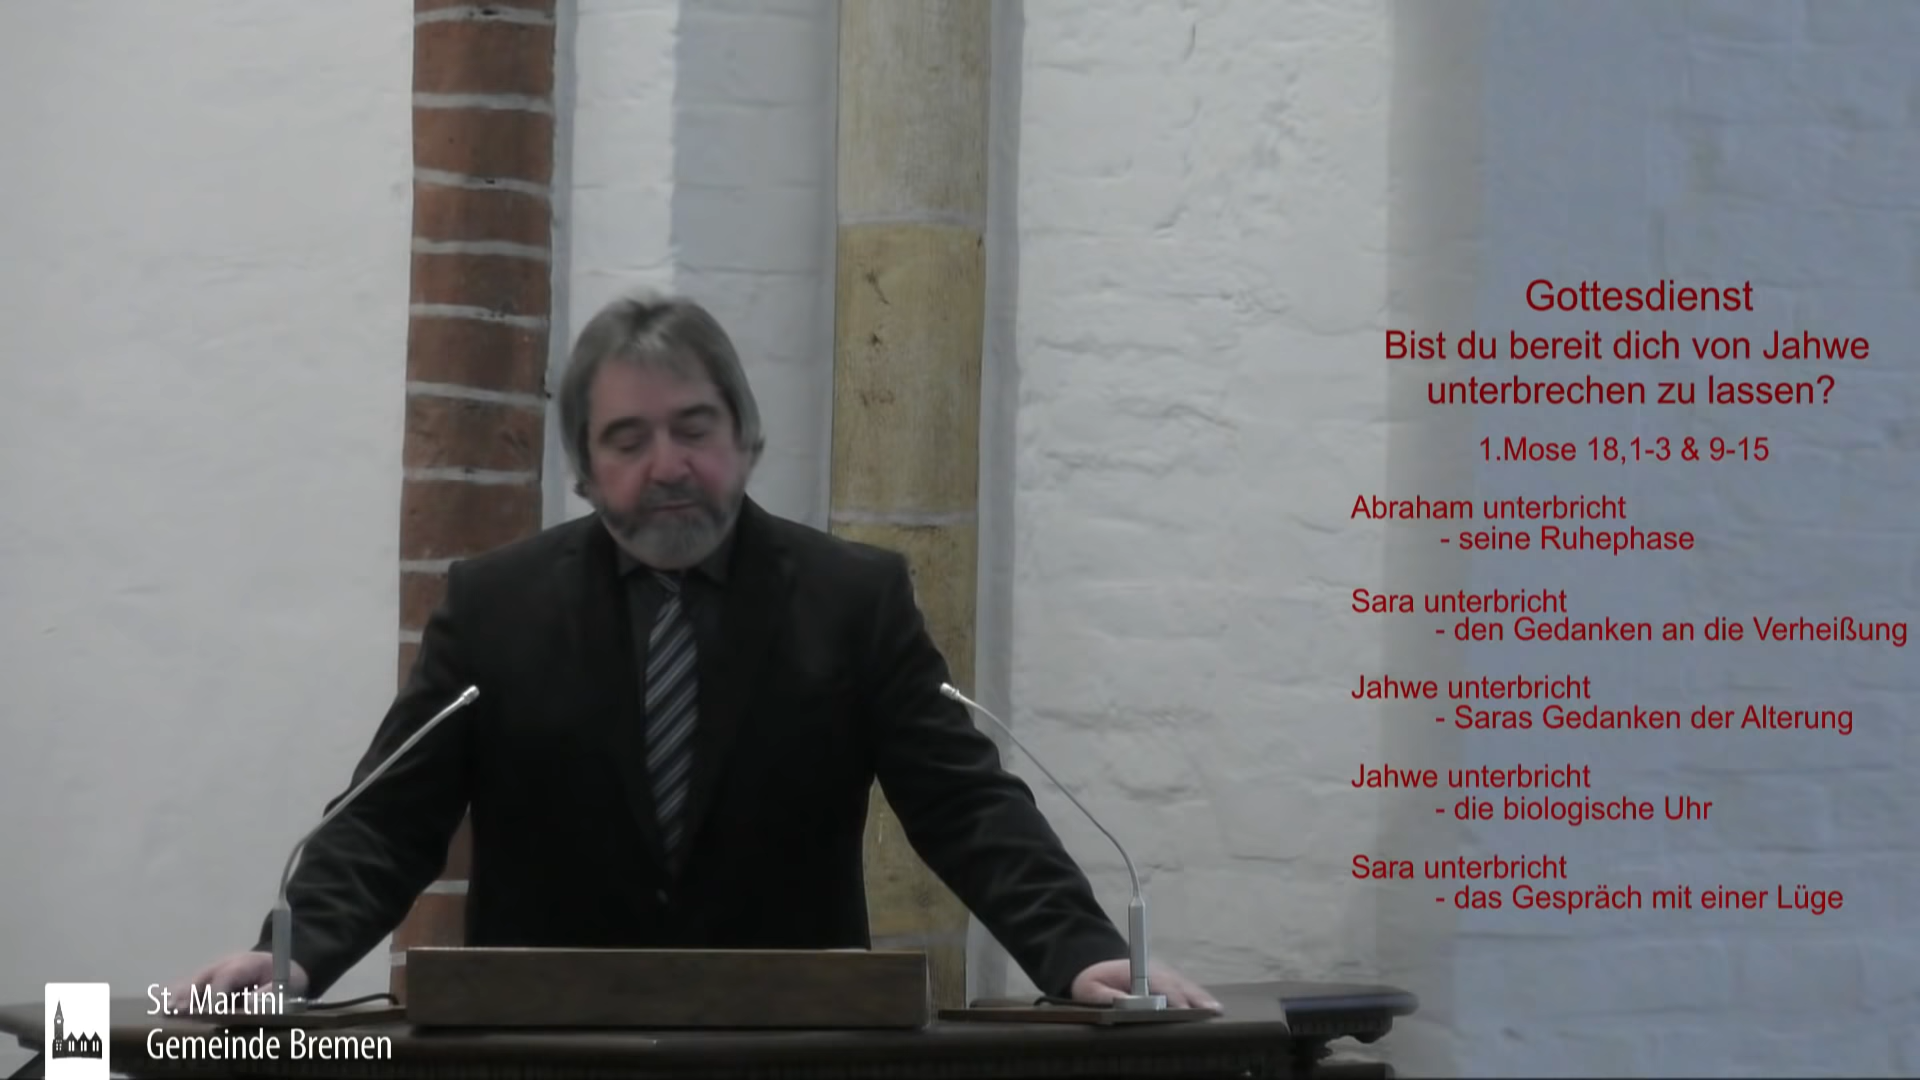 Gottesdienst
Bist du bereit dich von Jahwe
unterbrechen zu lassen?
1.Mose 18,1-3 & 9-15
Abraham unterbricht
- seine Ruhephase
Sara unterbricht
- den Gedanken an die Verheißung
Jahwe unterbricht
- Saras Gedanken der Alterung
Jahwe unterbricht
- die biologische Uhr
Sara unterbricht
- das Gespräch mit einer Lüge
St. Martini
Gemeinde Bremen